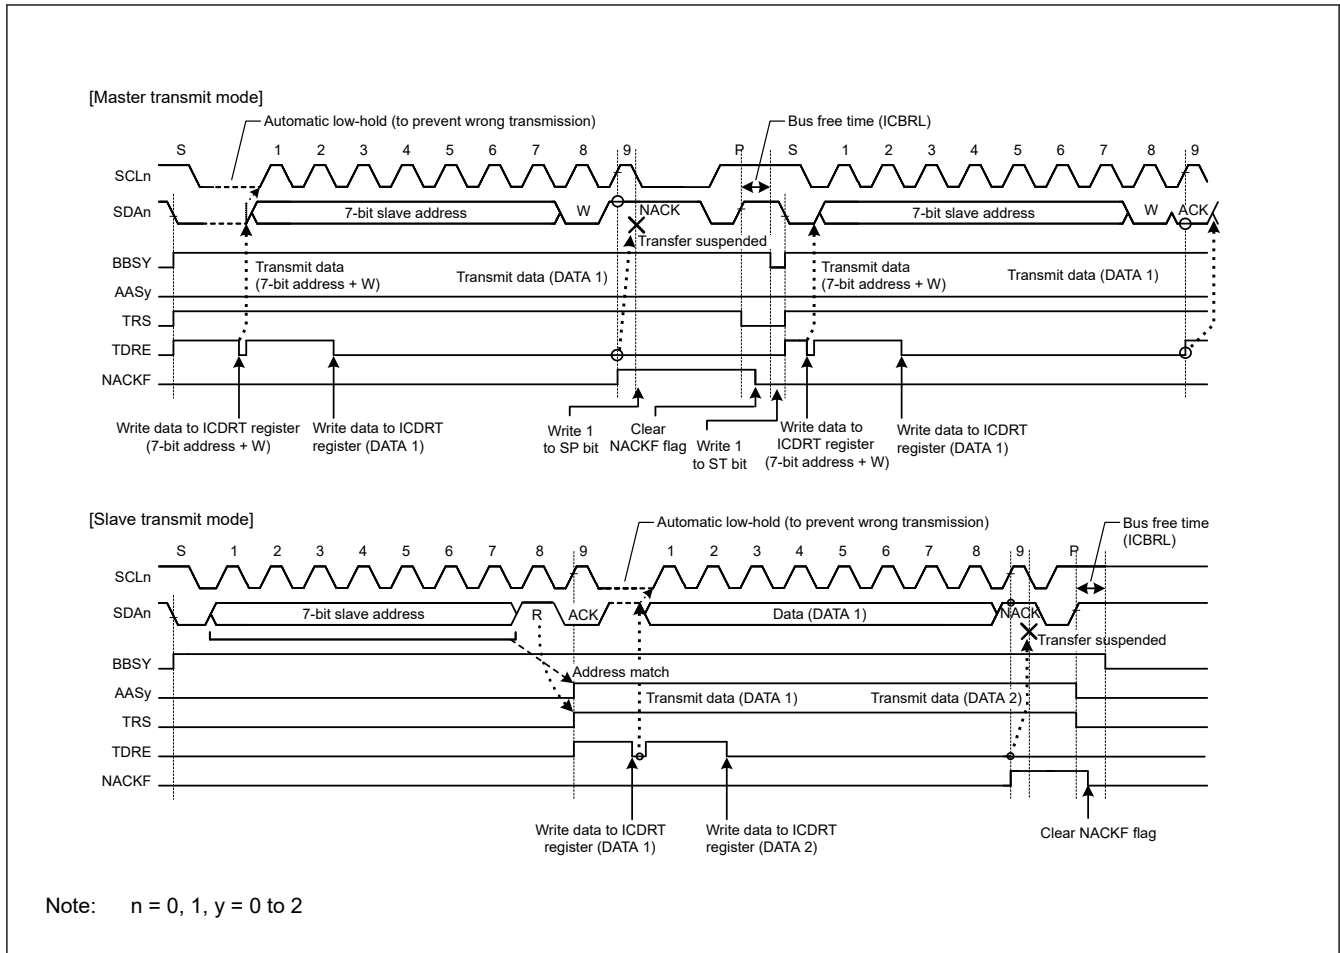 [Master transmit mode]
Automatic low-hold (to prevent wrong transmission)
Bus free time (ICBRL)
S 1 2 3 4 5 6 7 8 9 P S 1 2 3 4 5 6 7 8 9
SCLn
SDAn 7-bit slave address W NACK 7-bit slave address W ACK
Transfer suspended
BBSY
Transmit data
(7-bit address + W)
Transmit data (DATA 1)
Transmit data
(7-bit address + W)
Transmit data (DATA 1)
AASy
TRS
TDRE
NACKF
Write data to ICDRT register
(7-bit address + W)
Write data to ICDRT
register (DATA 1)
Write 1
to SP bit
Clear
NACKF flag
Write 1
to ST bit
Write data to
ICDRT register
(7-bit address + W)
Write data to ICDRT
register (DATA 1)
[Slave transmit mode]
Automatic low-hold (to prevent wrong transmission)
Bus free time
(ICBRL)
S 1 2 3 4 5 6 7 8 9 1 2 3 4 5 6 7 8 9 P
SCLn
SDAn 7-bit slave address R ACK Data (DATA 1) NACK
Transfer suspended
BBSY
Address match
AASy
Transmit data (DATA 1)
Transmit data (DATA 2)
TRS
TDRE
NACKF
Write data to ICDRT
register (DATA 1)
Write data to ICDRT
register (DATA 2)
Clear NACKF flag
Note: n = 0, 1, y = 0 to 2